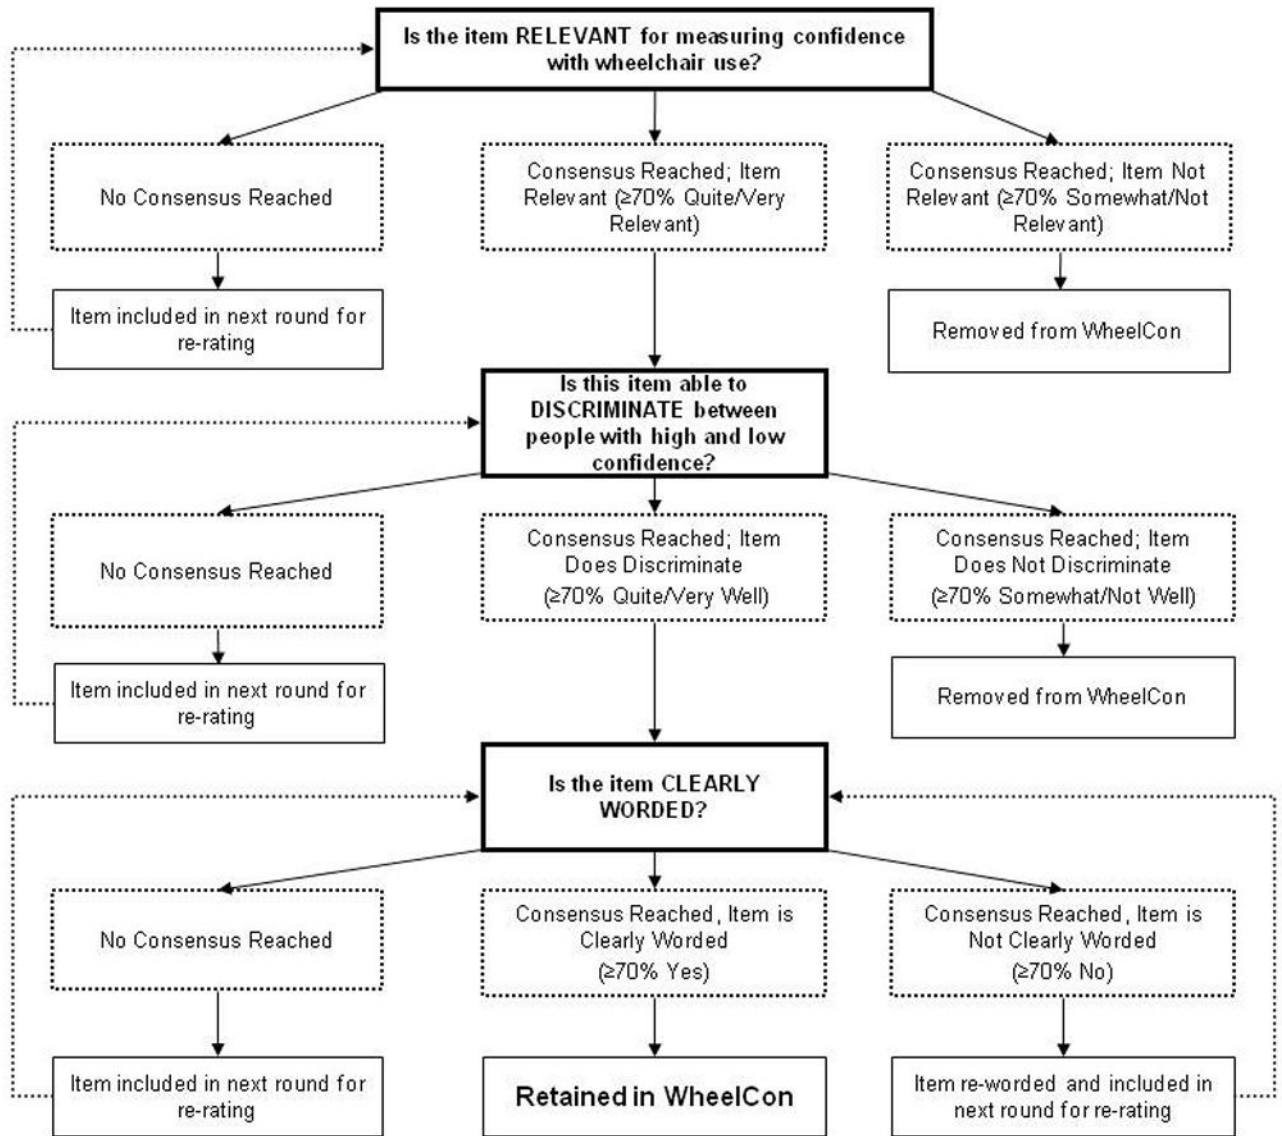 Is the item RELEVANT for measuring confidence
with wheelchair use?
No Consensus Reached
Consensus Reached; Item
Relevant (≥70% Quite/Very
Relevant)
Consensus Reached; Item Not
Relevant (≥70% Somewhat/Not
Relevant)
Item included in next round for
re-rating
Removed from WheelCon
Is this item able to
DISCRIMINATE between
people with high and low
confidence?
No Consensus Reached
Consensus Reached; Item
Does Discriminate
(≥70% Quite/Very Well)
Consensus Reached; Item
Does Not Discriminate
(≥70% Somewhat/Not Well)
Item included in next round for
re-rating
Removed from WheelCon
Is the item CLEARLY
WORDED?
No Consensus Reached
Consensus Reached, Item is
Clearly Worded
(≥70% Yes)
Consensus Reached, Item is
Not Clearly Worded
(≥70% No)
Item included in next round for
re-rating
Retained in WheelCon
Item re-worded and included in
next round for re-rating